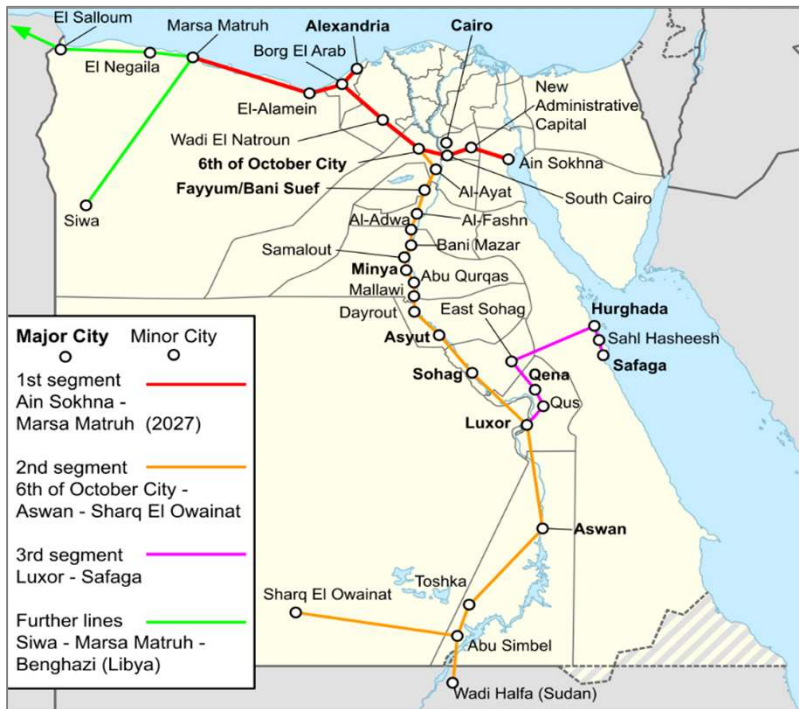 El Salloum
Marsa Matruh
Alexandria
Cairo
Borg El Arab
El Negaila
New
Administrative
Capital
El-Alamein
Wadi El Natroun
6th of October City
Ain Sokhna
Fayyum/Bani Suef
Al-Ayat
South Cairo
Siwa
Al-Adwa
Al-Fashn
Samalout
Bani Mazar
Minya
Abu Qurqas
Mallawi
East Sohag
Hurghada
Dayrout
Sahl Hasheesh
Asyut
Safaga
Sohag
Qena
Qus
Luxor
Aswan
Sharq El Owainat
Toshka
Abu Simbel
Wadi Halfa (Sudan)
Major City
Minor City
1st segment
Ain Sokhna -
Marsa Matruh (2027)
2nd segment
6th of October City -
Aswan - Sharq El Owainat
3rd segment
Luxor - Safaga
Further lines
Siwa - Marsa Matruh -
Benghazi (Libya)